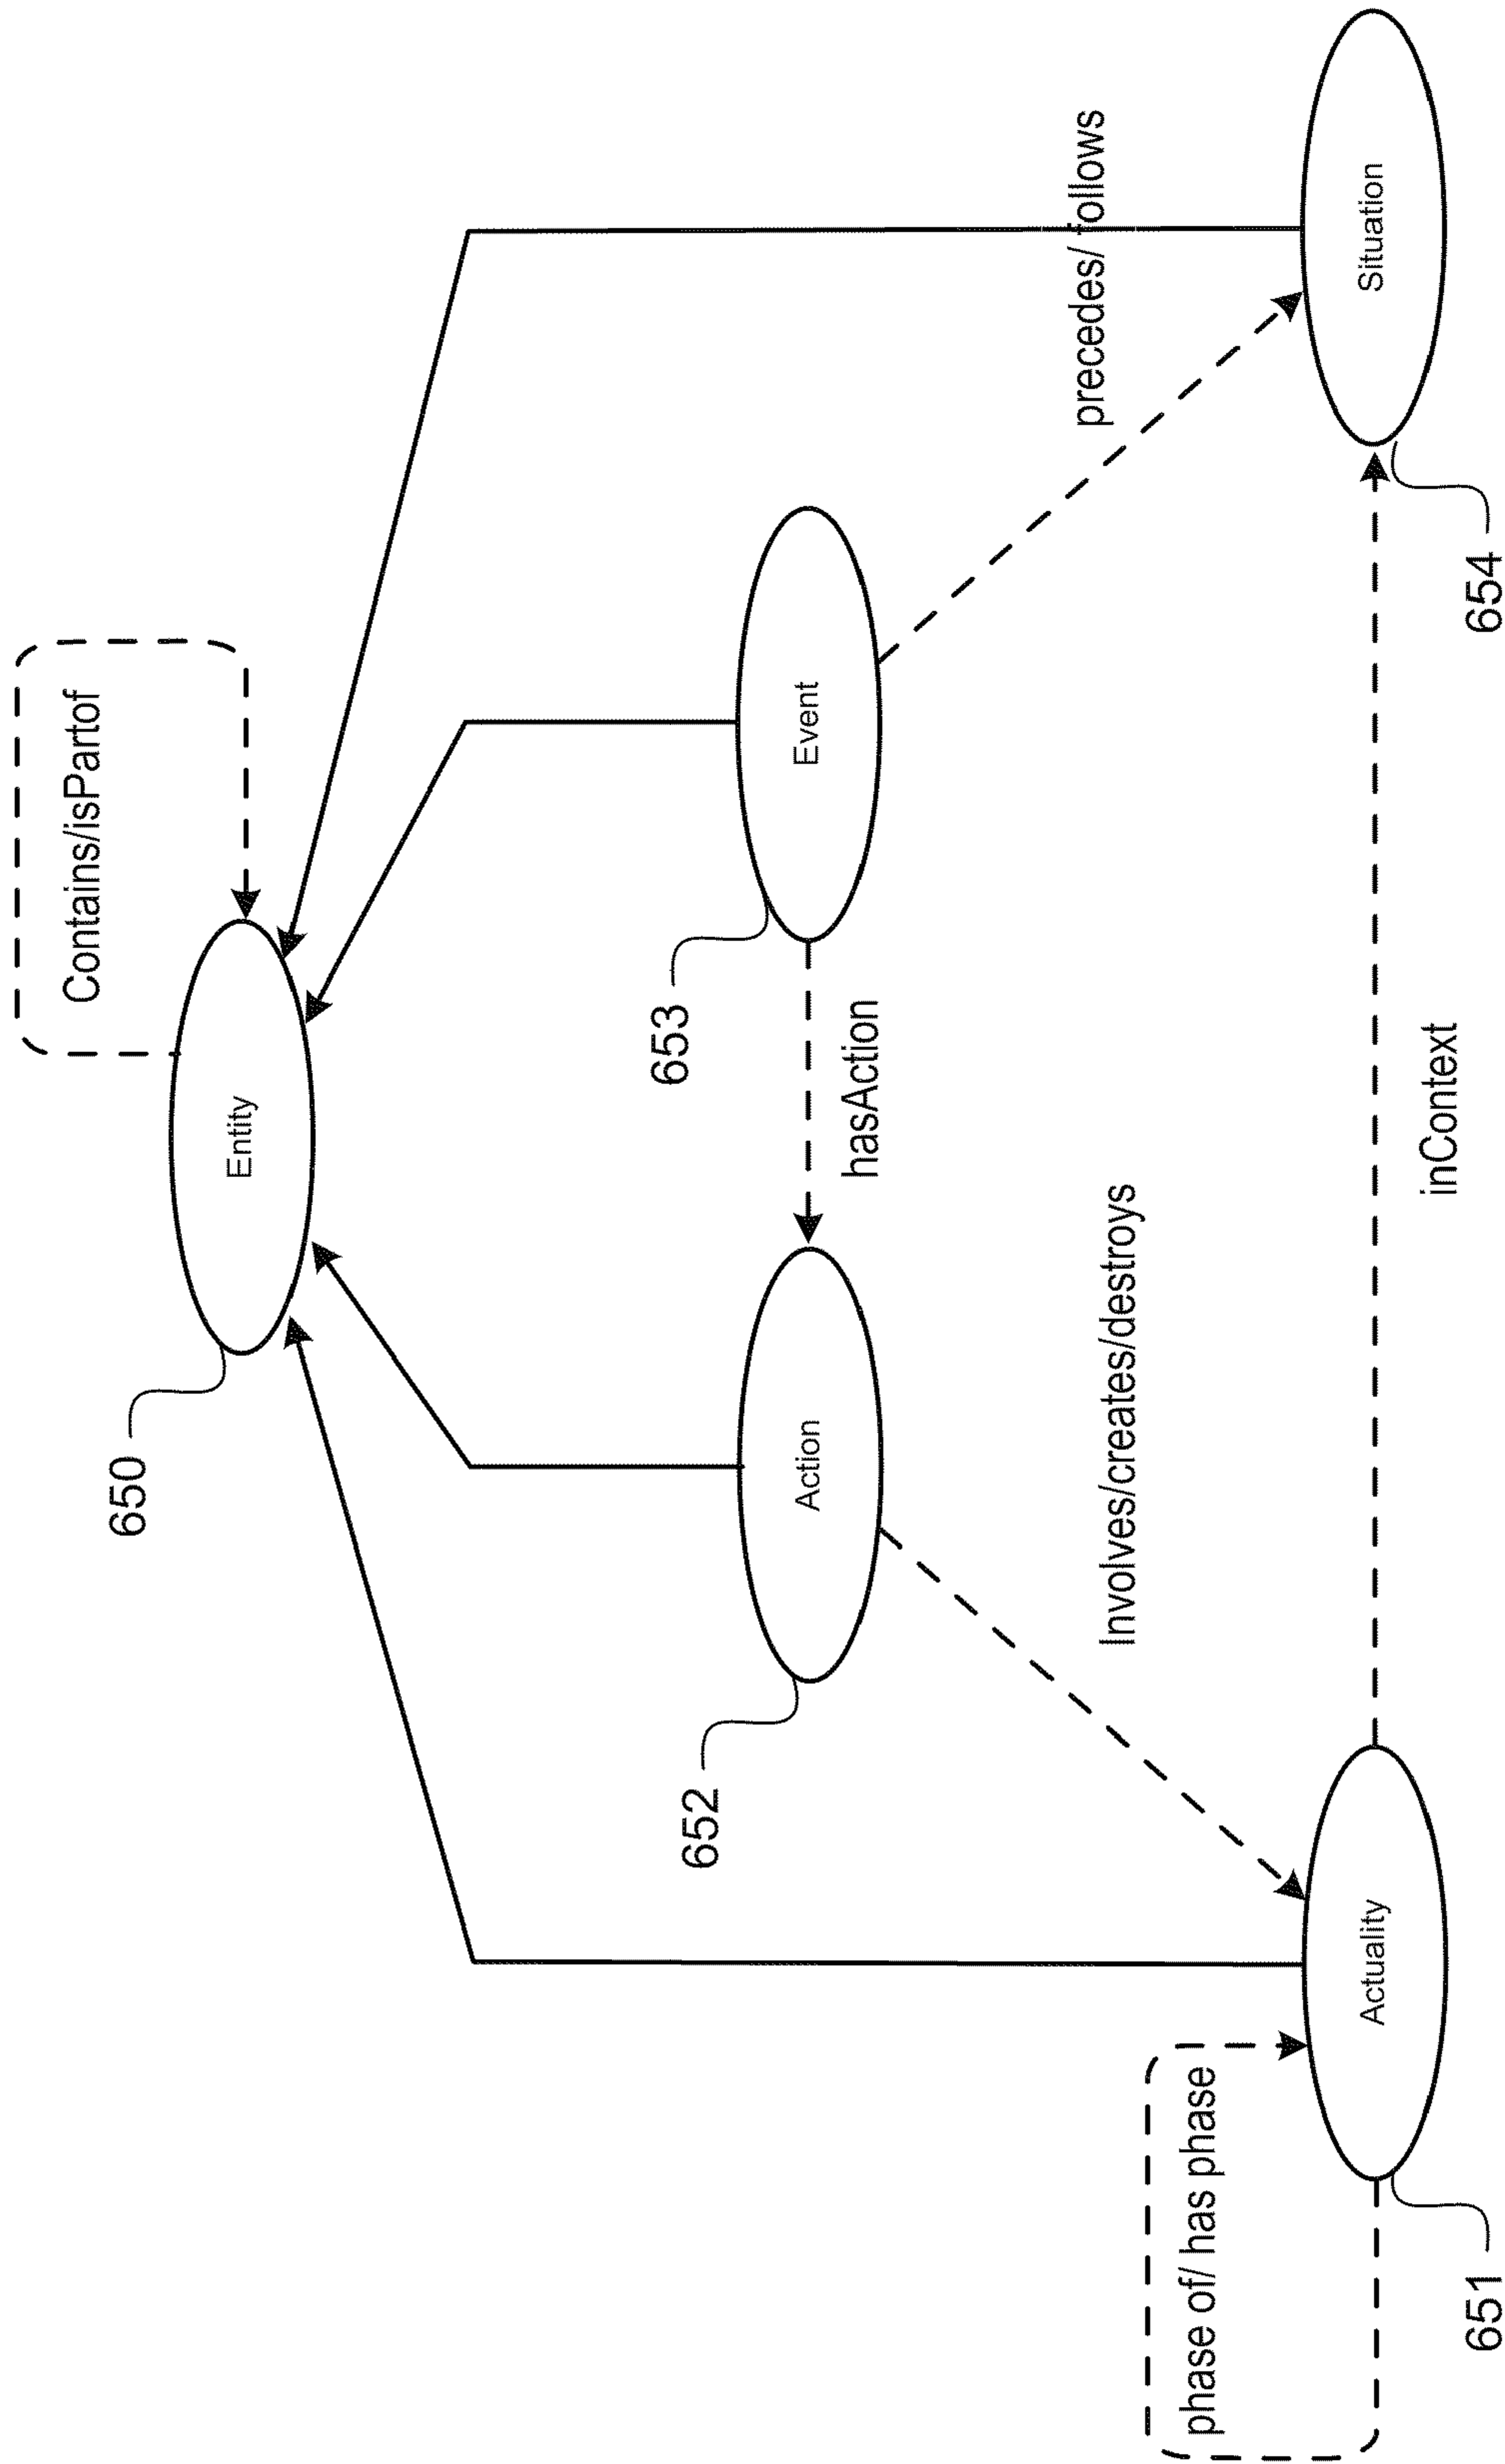 Contains/isPartof
650
Entity
precedes/ follows
653
Event
652
Action
hasAction
Involves/creates/destroys
phase of/ has phase
651
Actuality
654
Situation
inContext